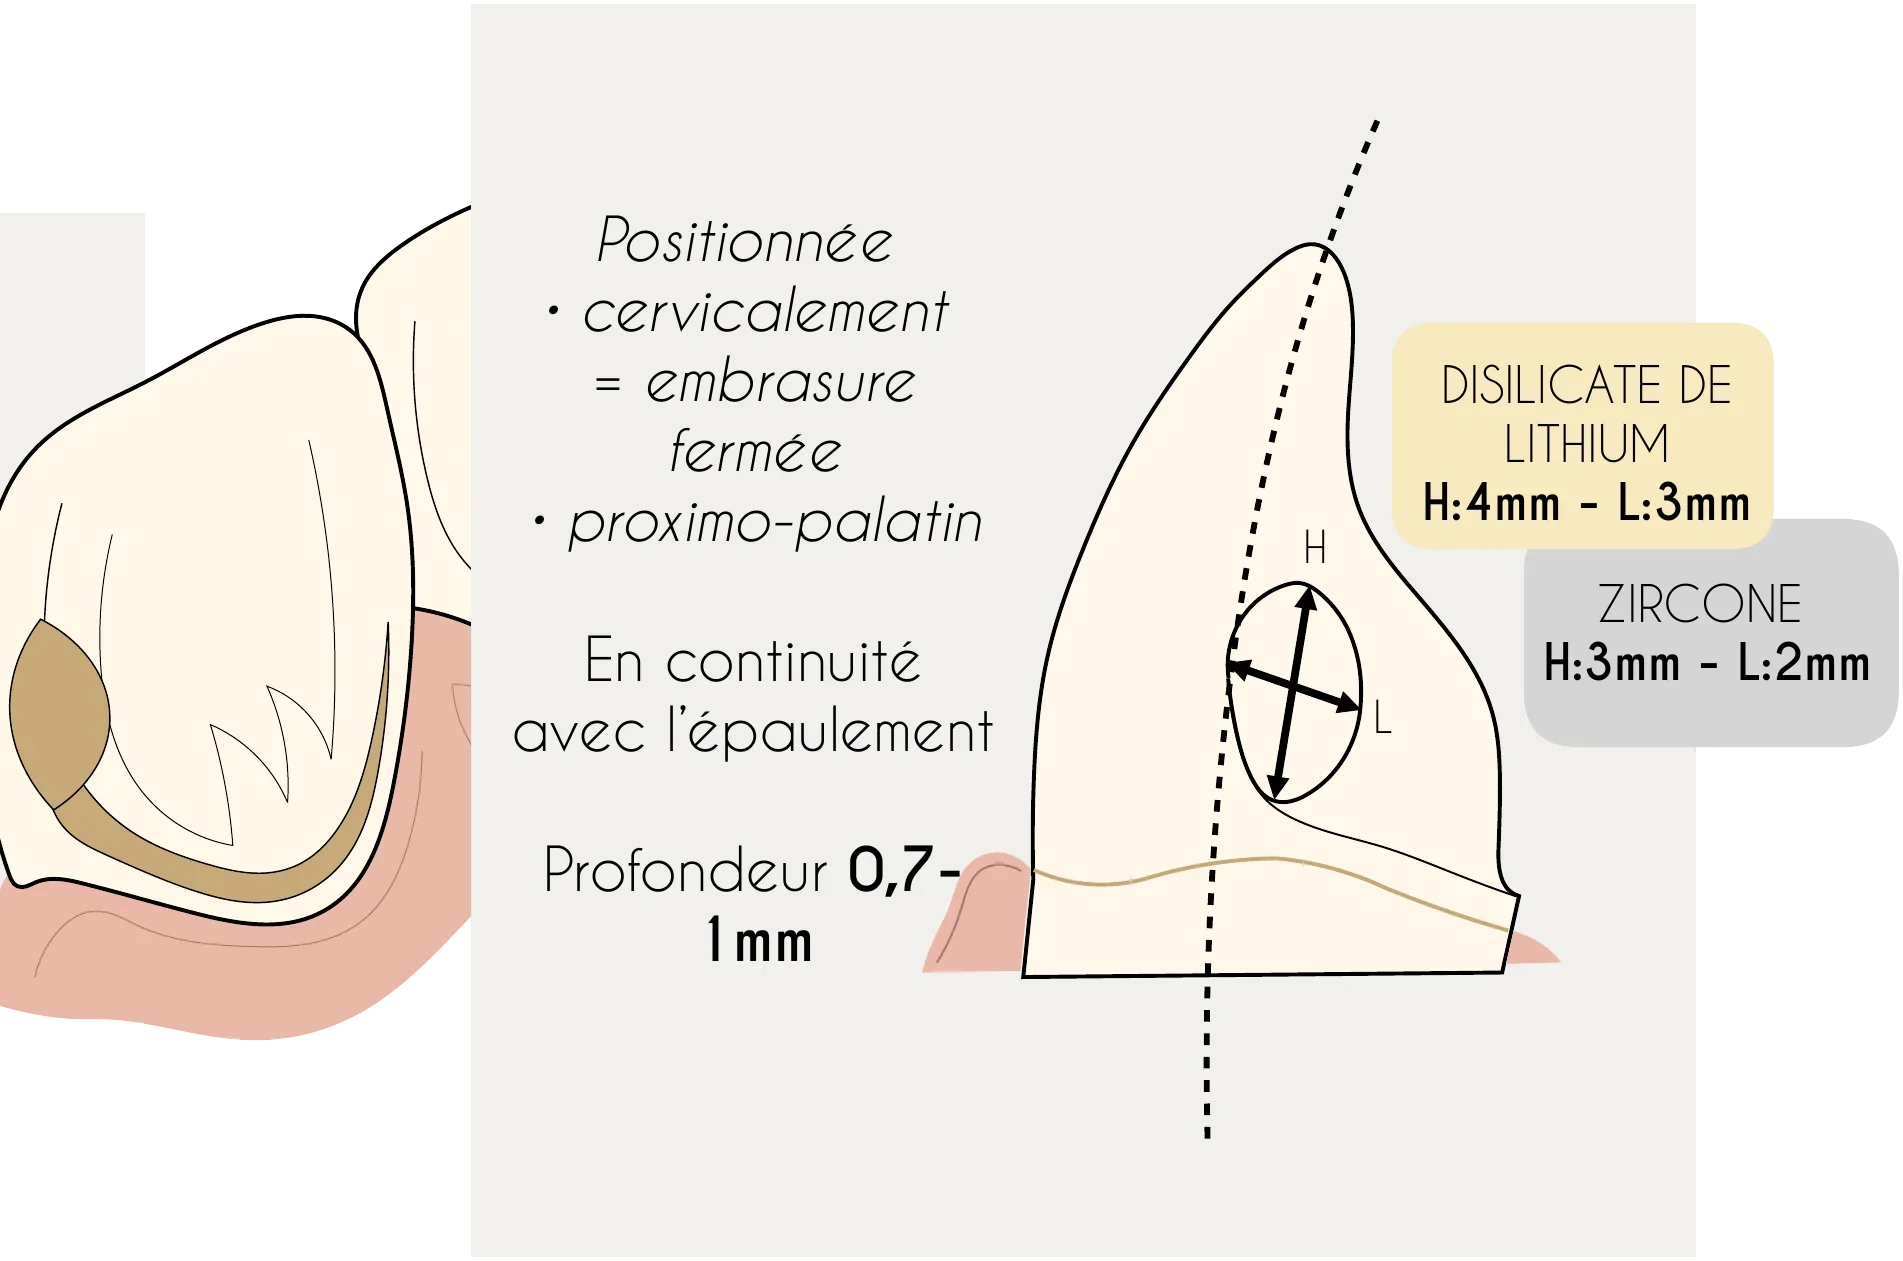 Positionnée
• cervicalement
= embrasure
fermée
• proximo-palatin
En continuité
avec l'épaulement
Profondeur 0,7-
1mm
H
L
DISILICATE DE
LITHIUM
H:4mm - L:3mm
ZIRCONE
H:3mm - L:2mm